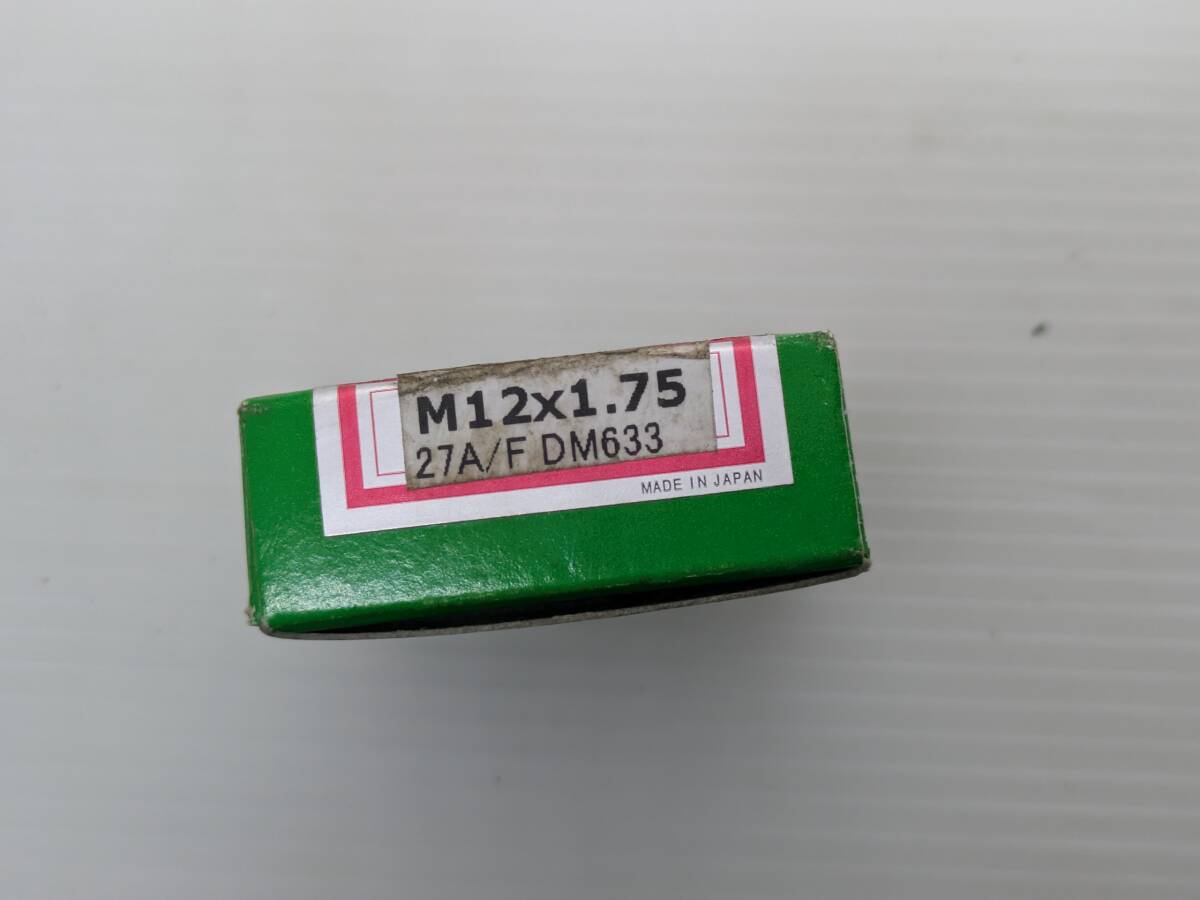 M12x1.75
27A/F DM633
MADE IN JAPAN